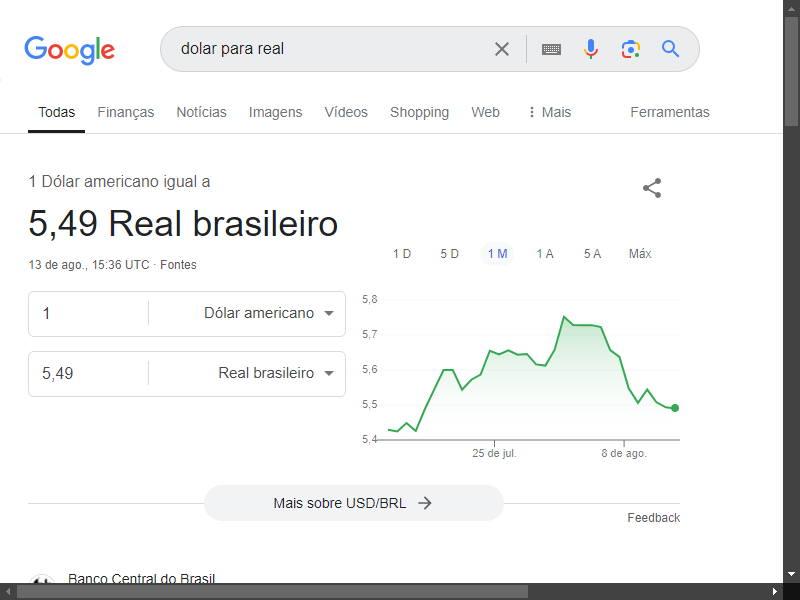 Google
dolar para real
Todas Finanças Notícias Imagens Vídeos Shopping Web Mais Ferramentas
1 Dólar americano igual a
5,49 Real brasileiro
13 de ago., 15:36 UTC · Fontes
1 Dólar americano
5,49 Real brasileiro
1 D 5 D 1 M 1 A 5 A Máx
5,8
5,7
5,6
5,5
5,4
25 de jul. 8 de ago.
Mais sobre USD/BRL
Feedback
Banco Central do Brasil